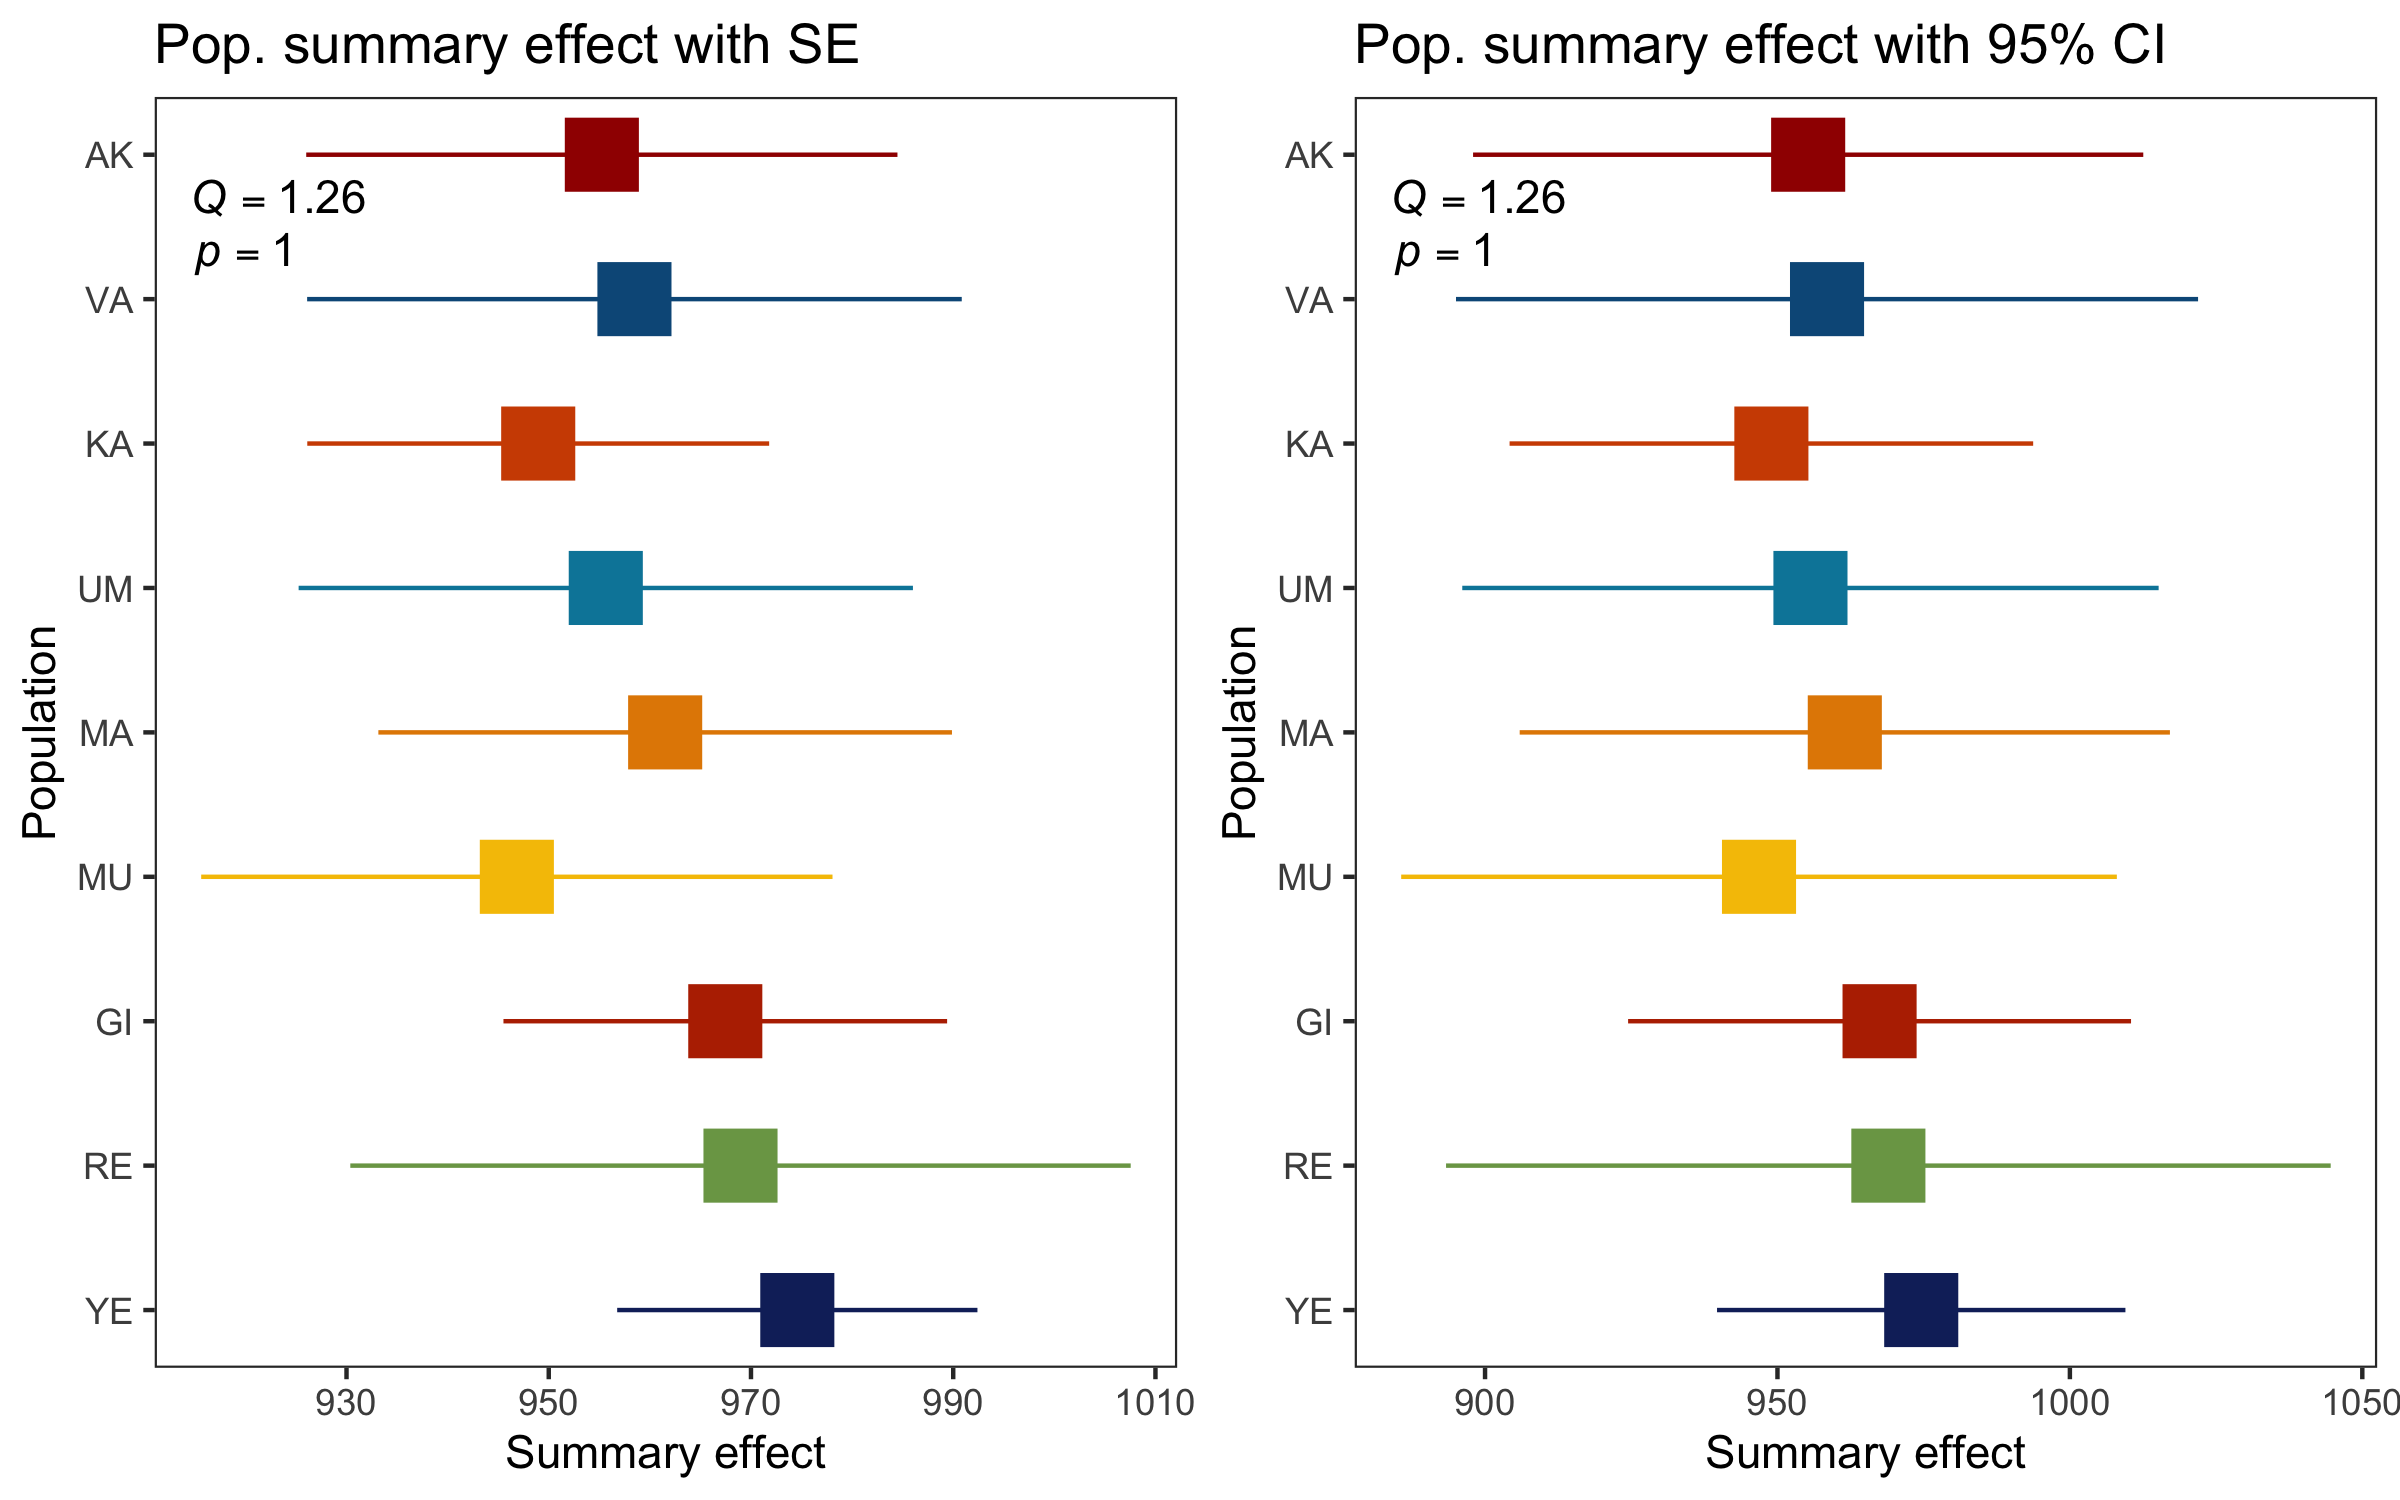 Pop. summary effect with SE
AK
Q = 1.26
p = 1
VA
KA
UM
MA
MU
GI
RE
YE
Population
930 950 970 990 1010
Summary effect
Pop. summary effect with 95% CI
AK
Q = 1.26
p = 1
VA
KA
UM
MA
MU
GI
RE
YE
Population
900 950 1000 1050
Summary effect